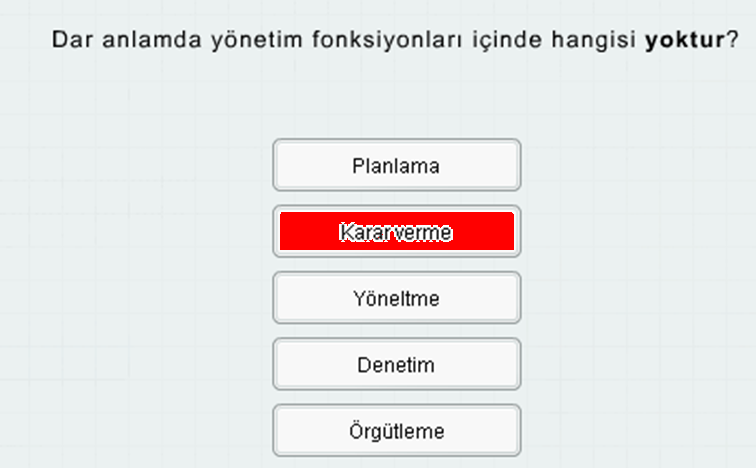 Dar anlamda yönetim fonksiyonları içinde hangisi yoktur?
Planlama
Karar verme
Yöneltme
Denetim
Örgütleme